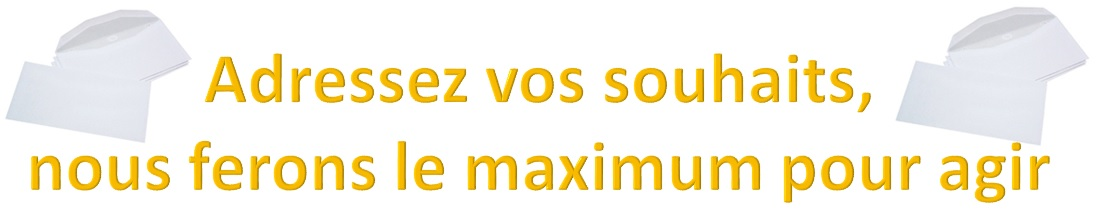 Adressez vos souhaits,
nous ferons le maximum pour agir